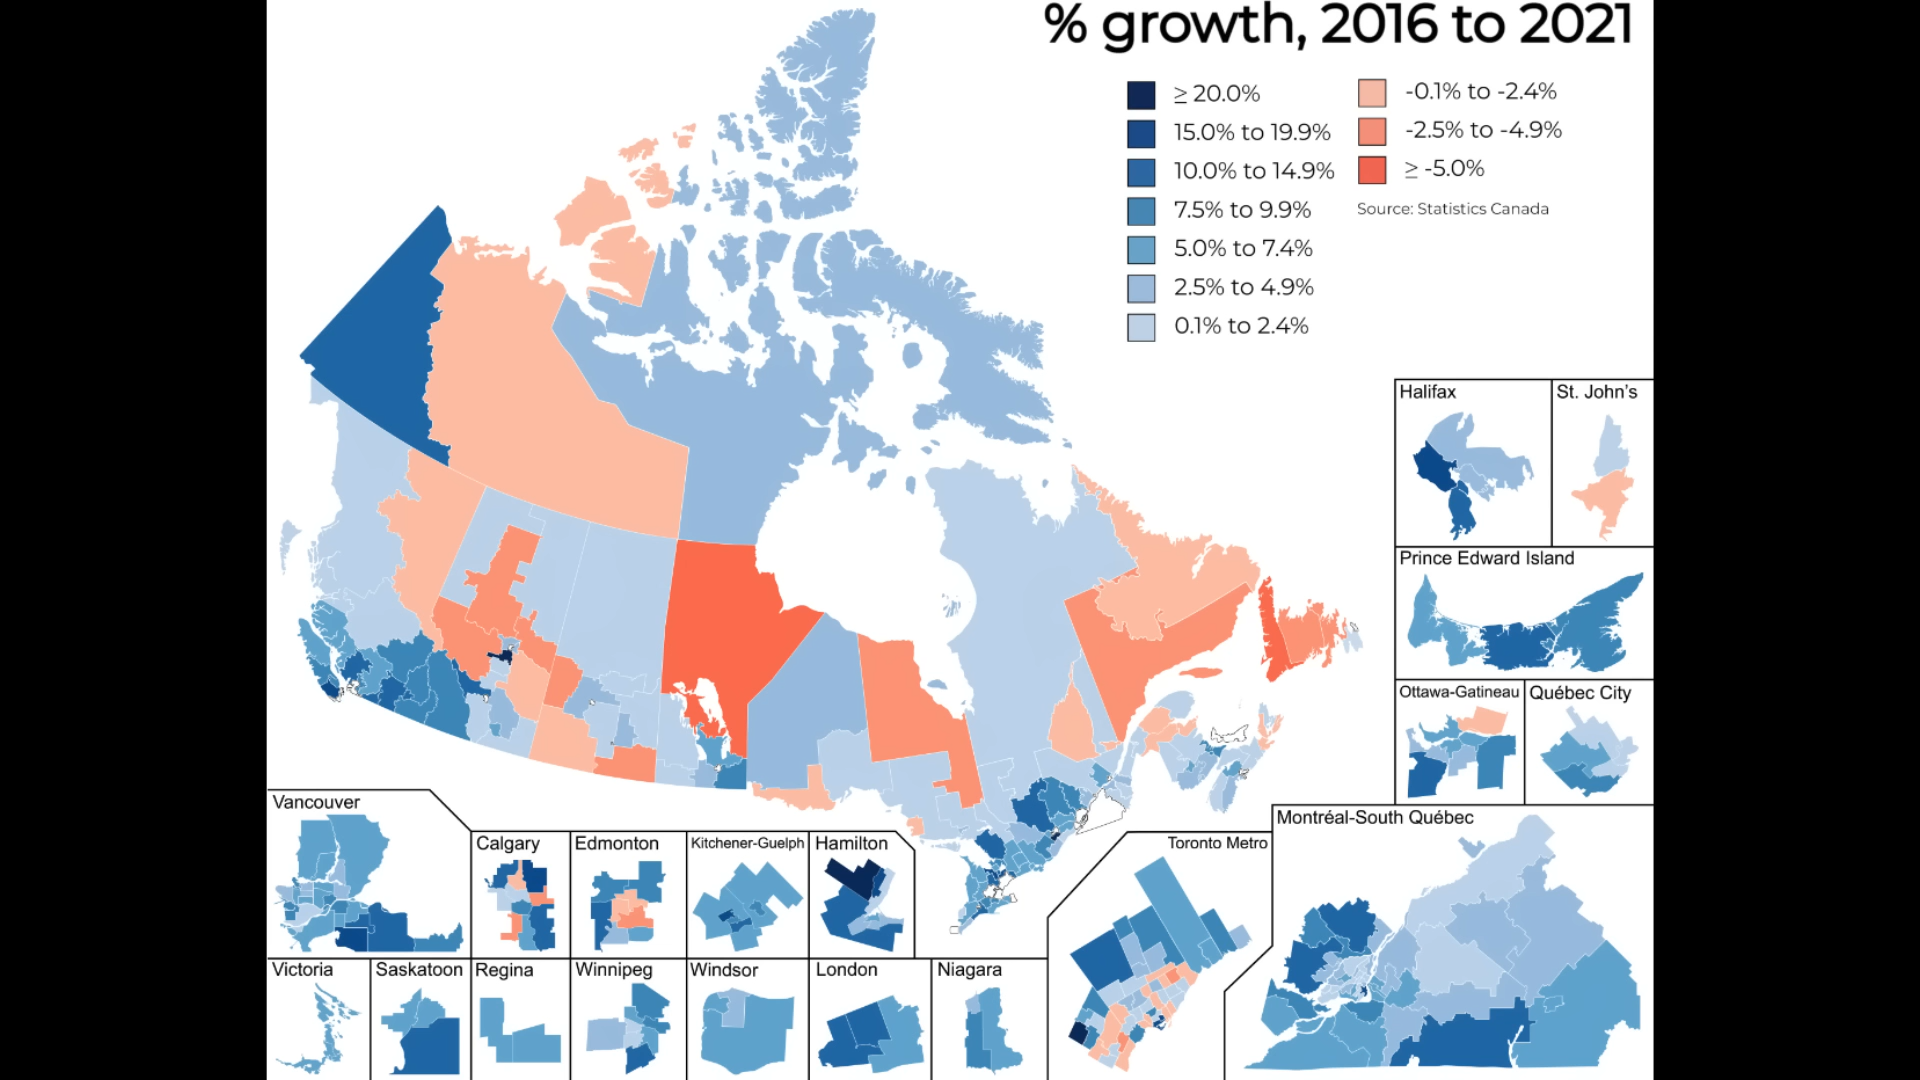 % growth, 2016 to 2021
≥ 20.0%
15.0% to 19.9%
10.0% to 14.9%
7.5% to 9.9%
5.0% to 7.4%
2.5% to 4.9%
0.1% to 2.4%
-0.1% to -2.4%
-2.5% to -4.9%
≥ -5.0%
Source: Statistics Canada
Halifax
St. John's
Prince Edward Island
Ottawa-Gatineau
Québec City
Vancouver
Calgary
Edmonton
Kitchener-Guelph
Hamilton
Toronto Metro
Montréal-South Québec
Victoria
Saskatoon
Regina
Winnipeg
Windsor
London
Niagara